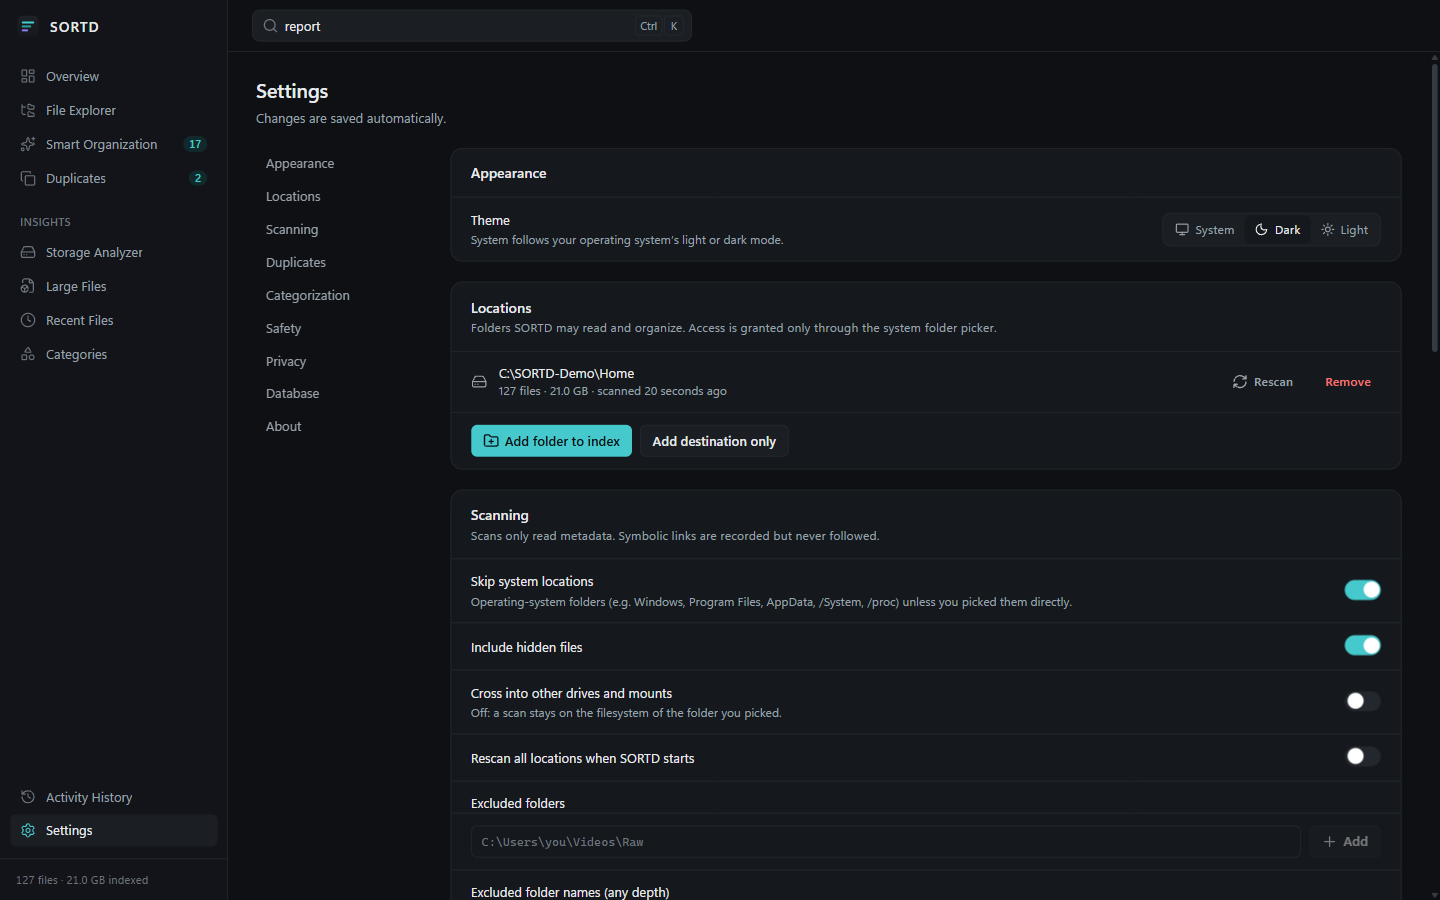 SORTD
report
Ctrl K
Overview
File Explorer
Smart Organization 17
Duplicates 2
INSIGHTS
Storage Analyzer
Large Files
Recent Files
Categories
Activity History
Settings
127 files · 21.0 GB indexed
Settings
Changes are saved automatically.
Appearance
Locations
Scanning
Duplicates
Categorization
Safety
Privacy
Database
About
Appearance
Theme
System follows your operating system's light or dark mode.
System Dark Light
Locations
Folders SORTD may read and organize. Access is granted only through the system folder picker.
C:\SORTD-Demo\Home
127 files · 21.0 GB · scanned 20 seconds ago
Rescan Remove
Add folder to index Add destination only
Scanning
Scans only read metadata. Symbolic links are recorded but never followed.
Skip system locations
Operating-system folders (e.g. Windows, Program Files, AppData, /System, /proc) unless you picked them directly.
Include hidden files
Cross into other drives and mounts
Off: a scan stays on the filesystem of the folder you picked.
Rescan all locations when SORTD starts
Excluded folders
C:\Users\you\Videos\Raw
Add
Excluded folder names (any depth)